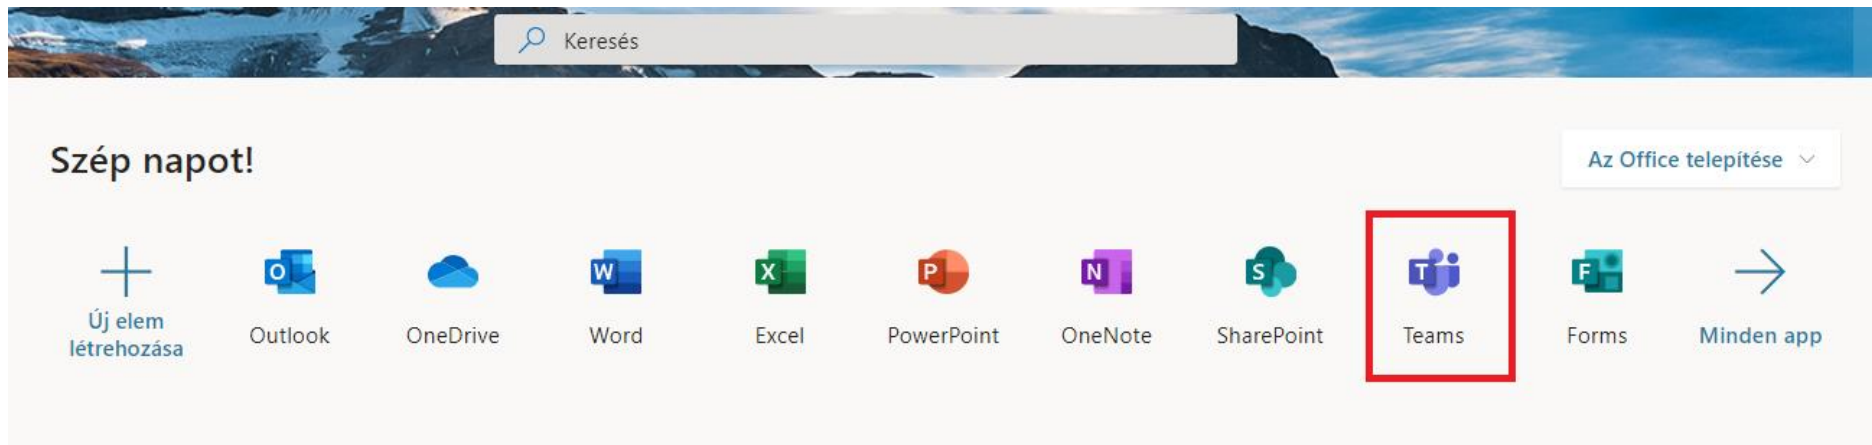 Keresés
Szép napot!
Az Office telepítése
Új elem
létrehozása
Outlook
OneDrive
Word
Excel
PowerPoint
OneNote
SharePoint
Teams
Forms
Minden app